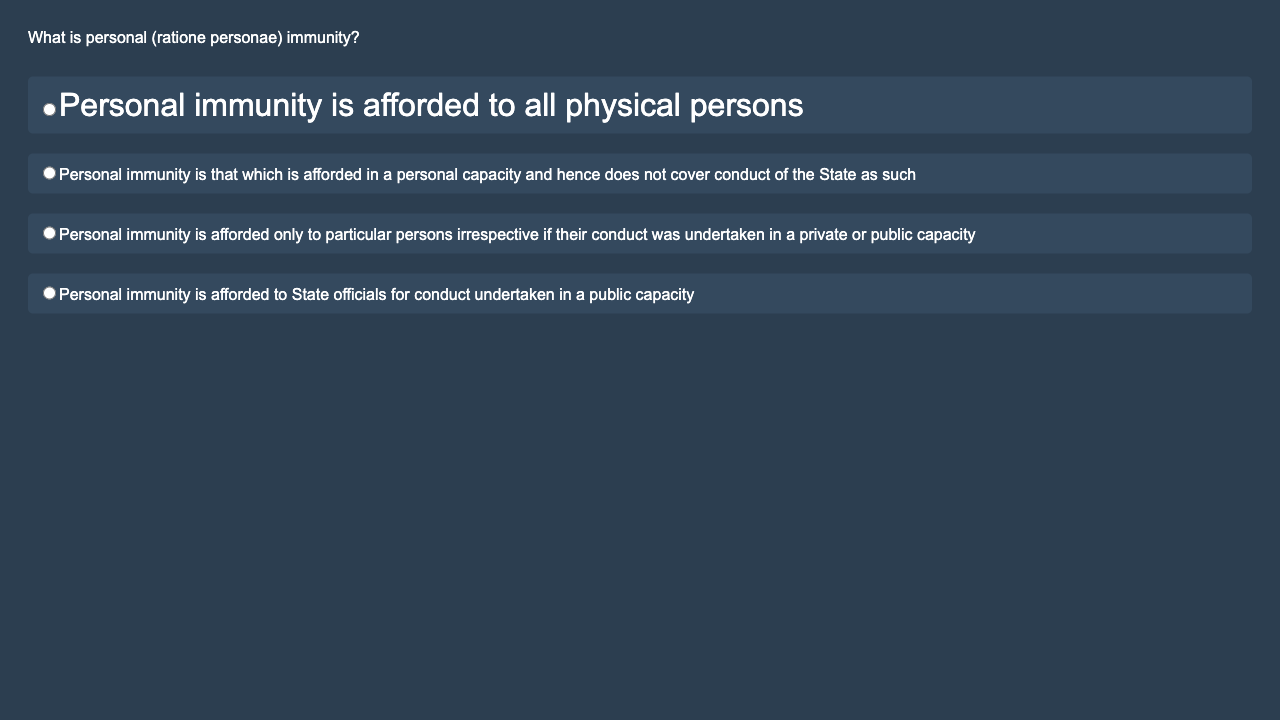 What is personal (ratione personae) immunity?
Personal immunity is afforded to all physical persons
Personal immunity is that which is afforded in a personal capacity and hence does not cover conduct of the State as such
Personal immunity is afforded only to particular persons irrespective if their conduct was undertaken in a private or public capacity
Personal immunity is afforded to State officials for conduct undertaken in a public capacity